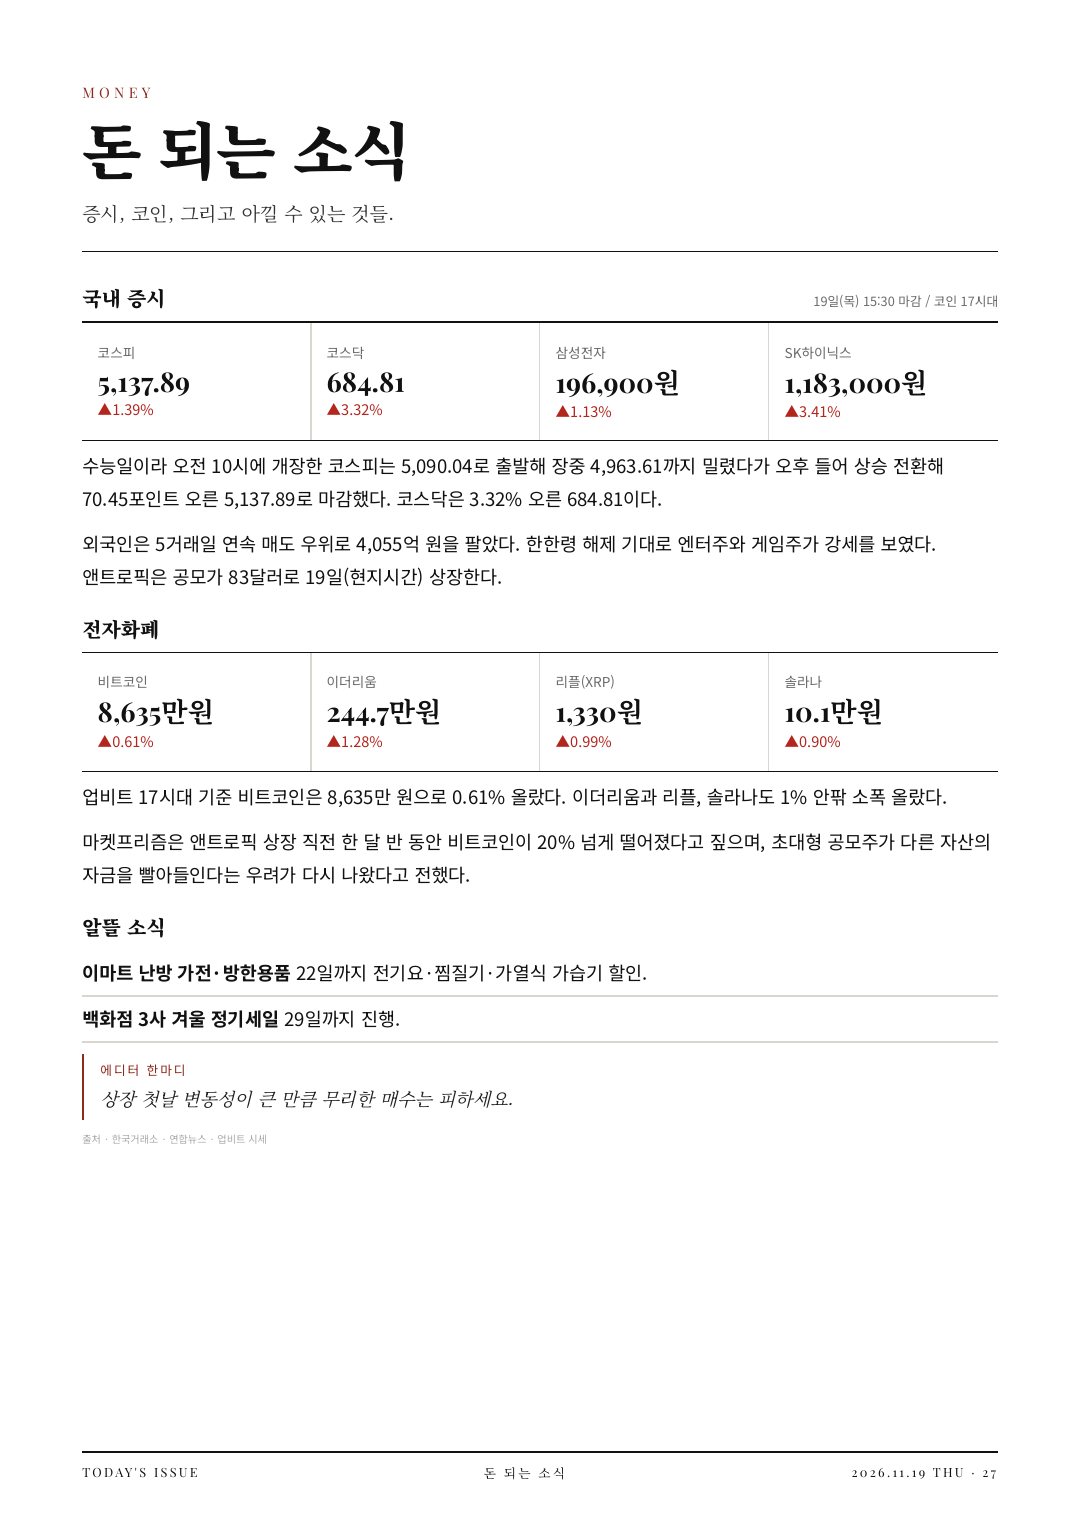 MONEY
돈 되는 소식
증시, 코인, 그리고 아낄 수 있는 것들.
국내 증시
19일(목) 15:30 마감 / 코인 17시대
코스피
5,137.89
▲1.39%
코스닥
684.81
▲3.32%
삼성전자
196,900원
▲1.13%
SK하이닉스
1,183,000원
▲3.41%
수능일이라 오전 10시에 개장한 코스피는 5,090.04로 출발해 장중 4,963.61까지 밀렸다가 오후 들어 상승 전환해
70.45포인트 오른 5,137.89로 마감했다. 코스닥은 3.32% 오른 684.81이다.
외국인은 5거래일 연속 매도 우위로 4,055억 원을 팔았다. 한한령 해제 기대로 엔터주와 게임주가 강세를 보였다.
앤트로픽은 공모가 83달러로 19일(현지시간) 상장한다.
전자화폐
비트코인
8,635만원
▲0.61%
이더리움
244.7만원
▲1.28%
리플(XRP)
1,330원
▲0.99%
솔라나
10.1만원
▲0.90%
업비트 17시대 기준 비트코인은 8,635만 원으로 0.61% 올랐다. 이더리움과 리플, 솔라나도 1% 안팎 소폭 올랐다.
마켓프리즘은 앤트로픽 상장 직전 한 달 반 동안 비트코인이 20% 넘게 떨어졌다고 짚으며, 초대형 공모주가 다른 자산의
자금을 빨아들인다는 우려가 다시 나왔다고 전했다.
알뜰 소식
이마트 난방 가전·방한용품 22일까지 전기요·찜질기·가열식 가습기 할인.
백화점 3사 겨울 정기세일 29일까지 진행.
에디터 한마디
상장 첫날 변동성이 큰 만큼 무리한 매수는 피하세요.
출처 · 한국거래소 · 연합뉴스 · 업비트 시세
TODAY'S ISSUE
돈 되는 소식
2026.11.19 THU · 27